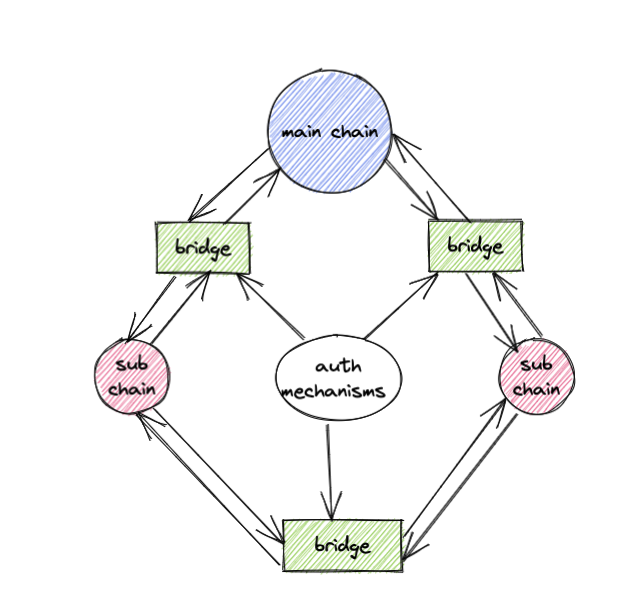 main chain
bridge
bridge
sub
chain
auth
mechanisms
sub
chain
bridge